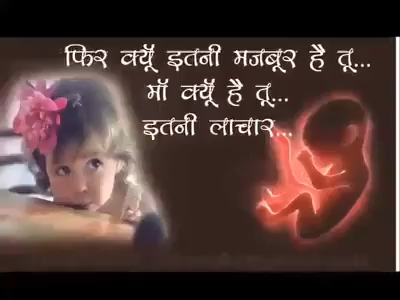 फिर क्यूँ इतनी मजबूर है तू...
माँ क्यूँ है तू...
इतनी लाचार...